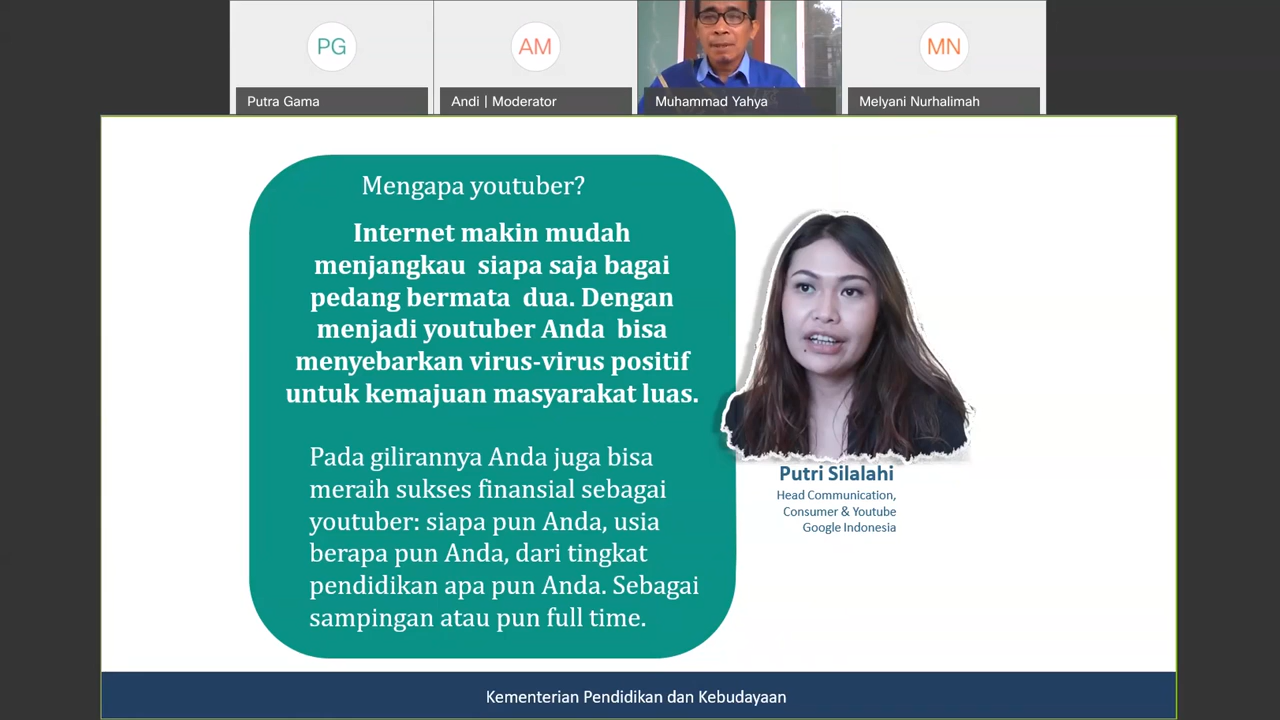 PG
AM
MN
Putra Gama
Andi | Moderator
Muhammad Yahya
Melyani Nurhalimah
Mengapa youtuber?
Internet makin mudah
menjangkau siapa saja bagai
pedang bermata dua. Dengan
menjadi youtuber Anda bisa
menyebarkan virus-virus positif
untuk kemajuan masyarakat luas.
Pada gilirannya Anda juga bisa
meraih sukses finansial sebagai
youtuber: siapa pun Anda, usia
berapa pun Anda, dari tingkat
pendidikan apa pun Anda. Sebagai
sampingan atau pun full time.
Putri Silalahi
Head Communication,
Consumer & Youtube
Google Indonesia
Kementerian Pendidikan dan Kebudayaan